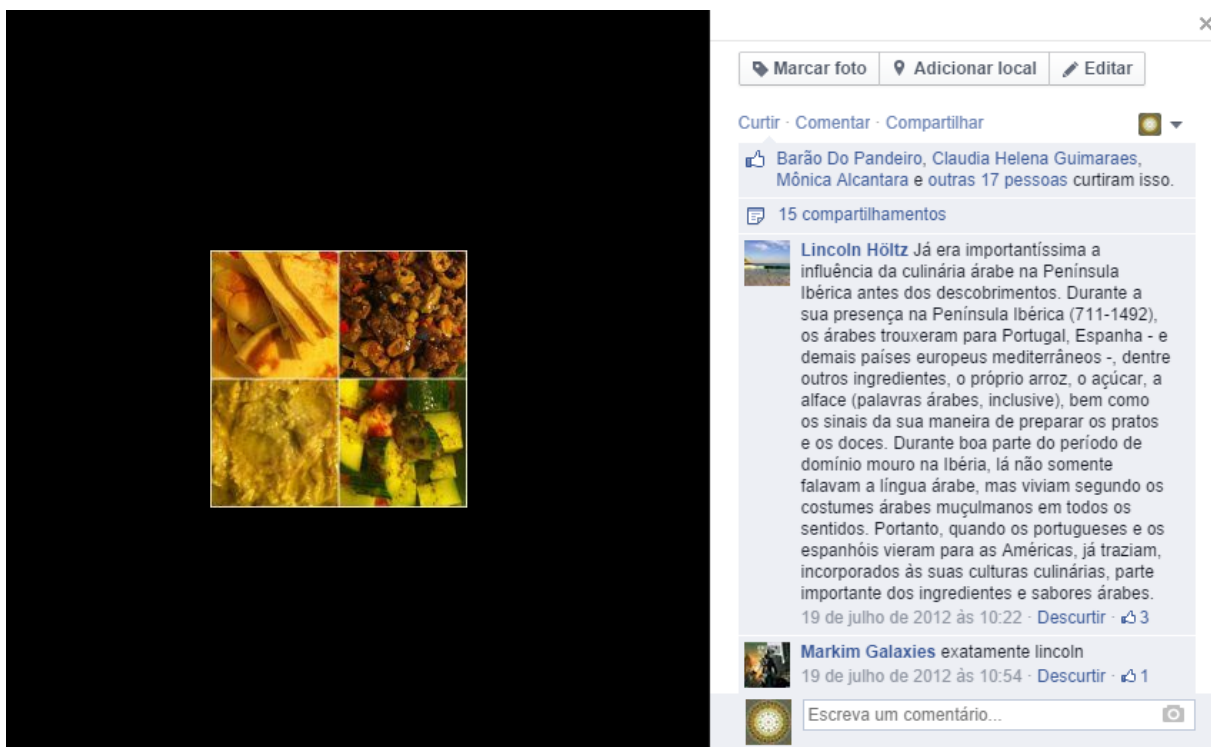 ×
Marcar foto Adicionar local Editar
Curtir · Comentar · Compartilhar
Barão Do Pandeiro, Claudia Helena Guimaraes,
Mônica Alcantara e outras 17 pessoas curtiram isso.
15 compartilhamentos
Lincoln Höltz Já era importantíssima a
influência da culinária árabe na Península
Ibérica antes dos descobrimentos. Durante a
sua presença na Península Ibérica (711-1492),
os árabes trouxeram para Portugal, Espanha - e
demais países europeus mediterrâneos -, dentre
outros ingredientes, o próprio arroz, o açúcar, a
alface (palavras árabes, inclusive), bem como
os sinais da sua maneira de preparar os pratos
e os doces. Durante boa parte do período de
domínio mouro na Ibéria, lá não somente
falavam a língua árabe, mas viviam segundo os
costumes árabes muçulmanos em todos os
sentidos. Portanto, quando os portugueses e os
espanhóis vieram para as Américas, já traziam,
incorporados às suas culturas culinárias, parte
importante dos ingredientes e sabores árabes.
19 de julho de 2012 às 10:22 · Descurtir · 3
Markim Galaxies exatamente lincoln
19 de julho de 2012 às 10:54 · Descurtir · 1
Escreva um comentário...